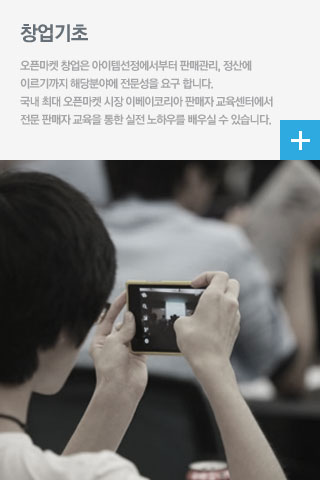 창업기초
오픈마켓 창업은 아이템선정에서부터 판매관리, 정산에
이르기까지 해당분야에 전문성을 요구 합니다.
국내 최대 오픈마켓 시장 이베이코리아 판매자 교육센터에서
전문 판매자 교육을 통한 실전 노하우를 배우실 수 있습니다.